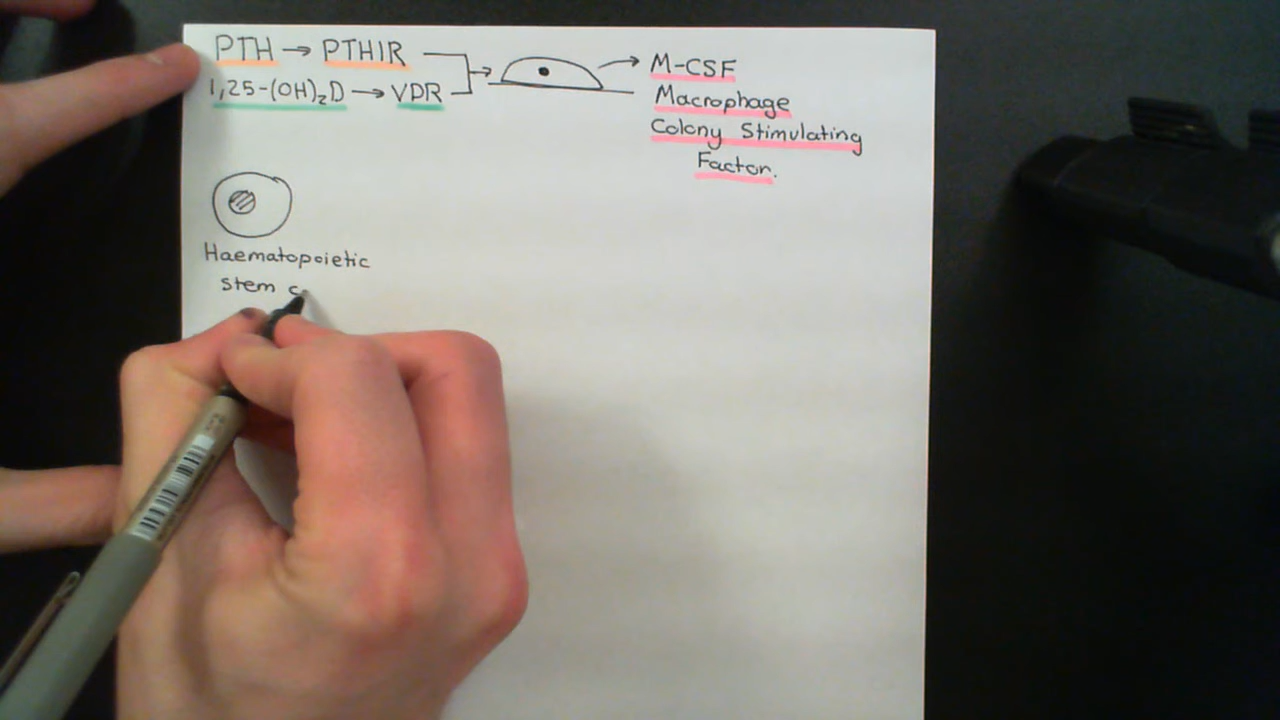 PTH → PTH1R
1,25-(OH)₂D → VDR
M-CSF
Macrophage
Colony Stimulating
Factor.
Haematopoietic
stem c